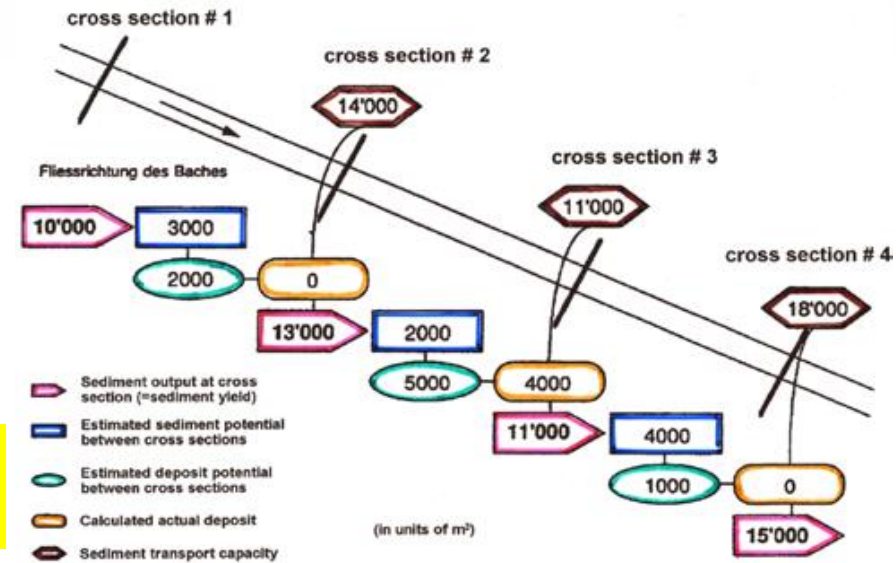 cross section # 1
cross section # 2
14'000
cross section # 3
Fliessrichtung des Baches
11'000
10'000
3000
cross section # 4
2000
0
18'000
13'000
2000
5000
4000
Sediment output at cross
section (=sediment yield)
11'000
4000
Estimated sediment potential
between cross sections
Estimated deposit potential
between cross sections
1000
0
Calculated actual deposit
(in units of m³)
15'000
Sediment transport capacity